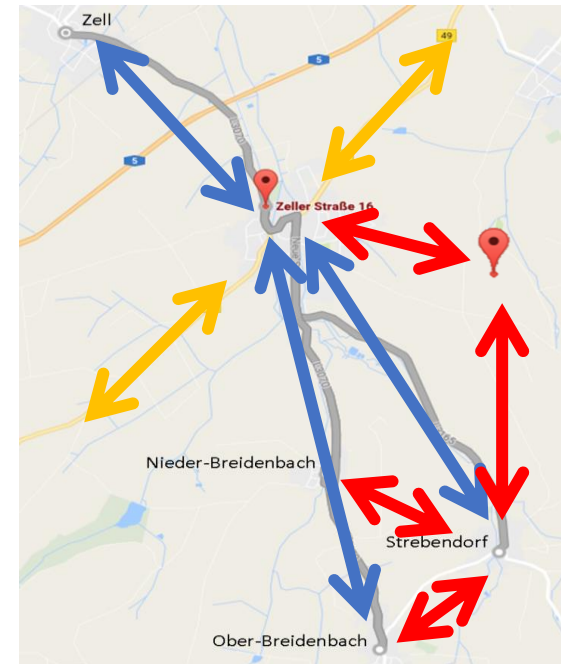 Zell
49
5
5
Zeller Straße 16
Nieder-Breidenbach
Strebendorf
Ober-Breidenbach